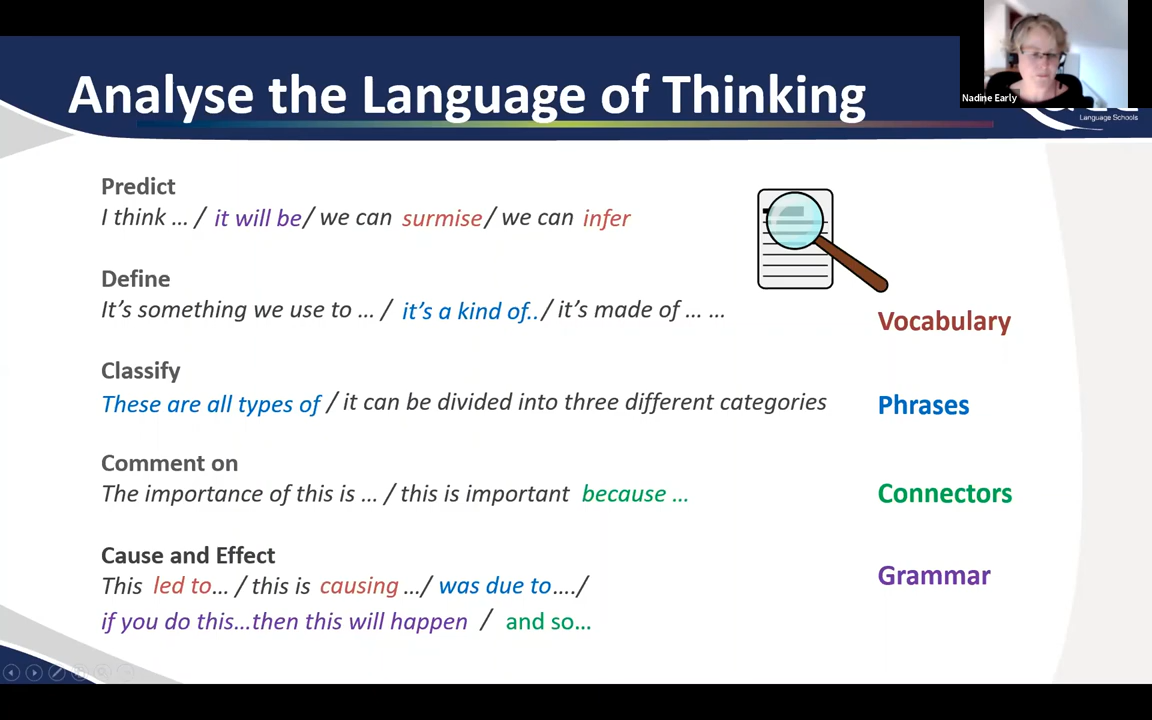 Analyse the Language of Thinking
Nadine Early
Language Schools
Predict
I think ... / it will be/ we can surmise/ we can infer
Define
It's something we use to ... / it's a kind of../ it's made of ... ...
Vocabulary
Classify
These are all types of / it can be divided into three different categories
Phrases
Comment on
The importance of this is ... / this is important because ...
Connectors
Cause and Effect
This led to... / this is causing .../ was due to..../
Grammar
if you do this...then this will happen / and so...